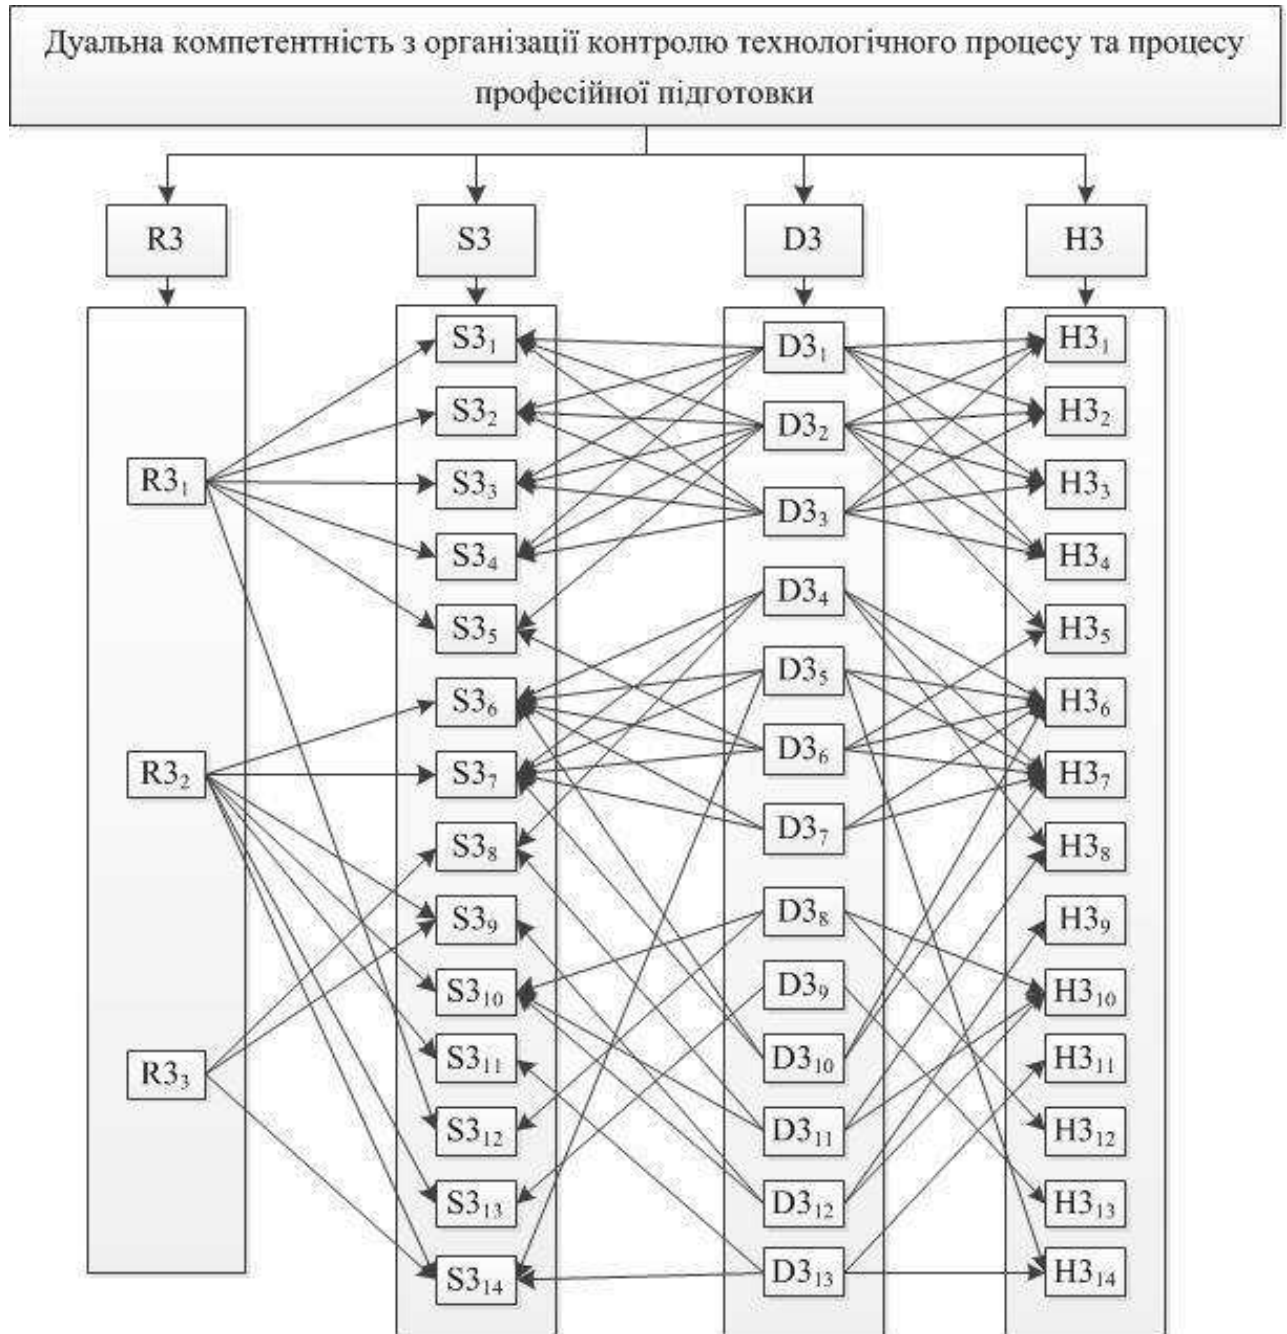 Дуальна компетентність з організації контролю технологічного процесу та процесу
професійної підготовки
R3 S3 D3 H3
R3₁
R3₂
R3₃
S3₁
S3₂
S3₃
S3₄
S3₅
S3₆
S3₇
S3₈
S3₉
S3₁₀
S3₁₁
S3₁₂
S3₁₃
S3₁₄
D3₁
D3₂
D3₃
D3₄
D3₅
D3₆
D3₇
D3₈
D3₉
D3₁₀
D3₁₁
D3₁₂
D3₁₃
H3₁
H3₂
H3₃
H3₄
H3₅
H3₆
H3₇
H3₈
H3₉
H3₁₀
H3₁₁
H3₁₂
H3₁₃
H3₁₄